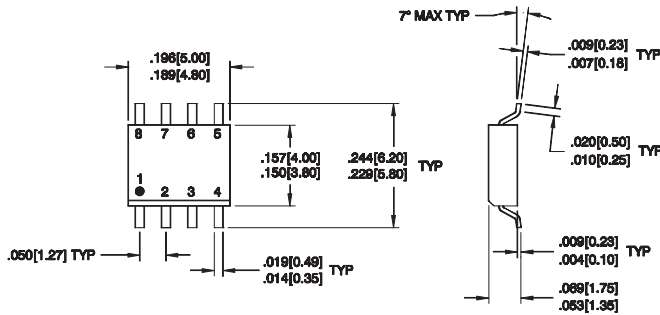 7° MAX TYP
.196[5.00]
.189[4.80]
.009[0.23]
.007[0.18]
TYP
8 7 6 5
.157[4.00]
.150[3.80]
.244[6.20]
.229[5.80]
TYP
.020[0.50]
.010[0.25]
TYP
1
2 3 4
.050[1.27] TYP
.019[0.49]
.014[0.35]
TYP
.009[0.23]
.004[0.10]
TYP
.069[1.75]
.053[1.35]